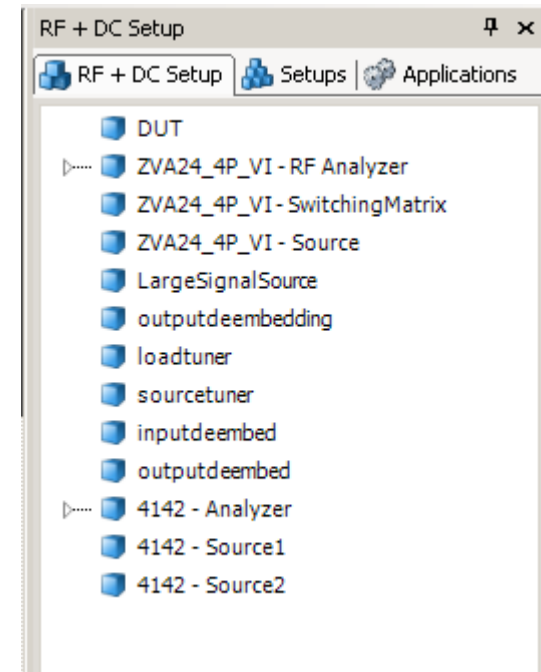 RF + DC Setup
RF + DC Setup Setups Applications
DUT
ZVA24_4P_VI - RF Analyzer
ZVA24_4P_VI - SwitchingMatrix
ZVA24_4P_VI - Source
LargeSignalSource
outputdeembedding
loadtuner
sourcetuner
inputdeembed
outputdeembed
4142 - Analyzer
4142 - Source1
4142 - Source2